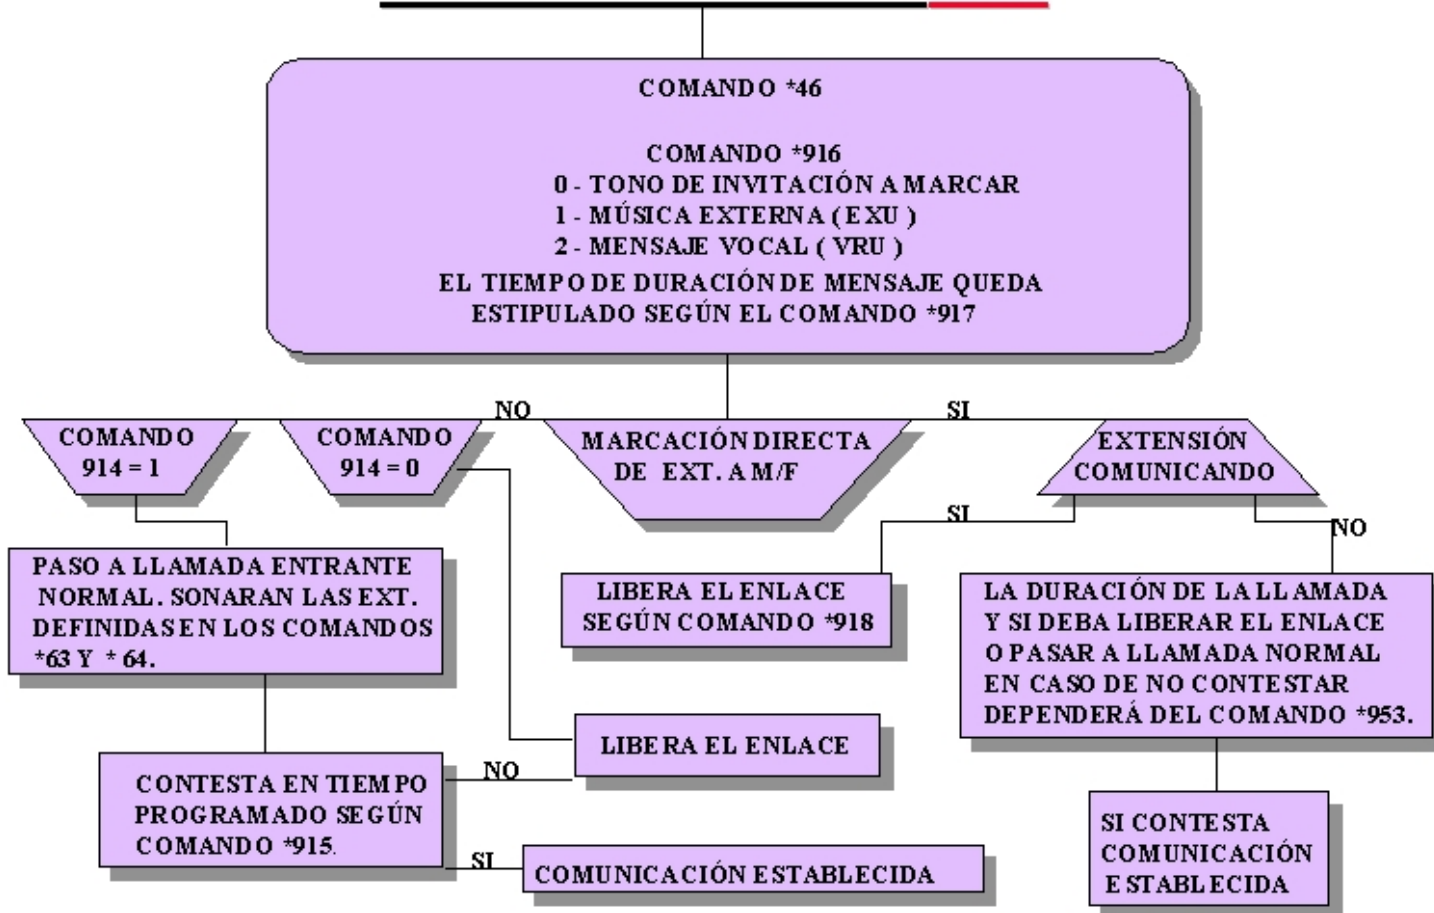 COMANDO *46
COMANDO *916
0 - TONO DE INVITACIÓN A MARCAR
1 - MÚSICA EXTERNA ( EXU )
2 - MENSAJE VOCAL ( VRU )
EL TIEMPO DE DURACIÓN DE MENSAJE QUEDA
ESTIPULADO SEGÚN EL COMANDO *917
NO
SI
COMANDO
914 = 1
COMANDO
914 = 0
MARCACIÓN DIRECTA
DE EXT. A M/F
EXTENSIÓN
COMUNICANDO
SI
NO
PASO A LLAMADA ENTRANTE
NORMAL. SONARAN LAS EXT.
DEFINIDAS EN LOS COMANDOS
*63 Y * 64.
LIBERA EL ENLACE
SEGÚN COMANDO *918
LA DURACIÓN DE LA LLAMADA
Y SI DEBA LIBERAR EL ENLACE
O PASAR A LLAMADA NORMAL
EN CASO DE NO CONTESTAR
DEPENDERÁ DEL COMANDO *953.
LIBERA EL ENLACE
NO
CONTESTA EN TIEMPO
PROGRAMADO SEGÚN
COMANDO *915.
SI
COMUNICACIÓN ESTABLECIDA
SI CONTESTA
COMUNICACIÓN
ESTABLECIDA